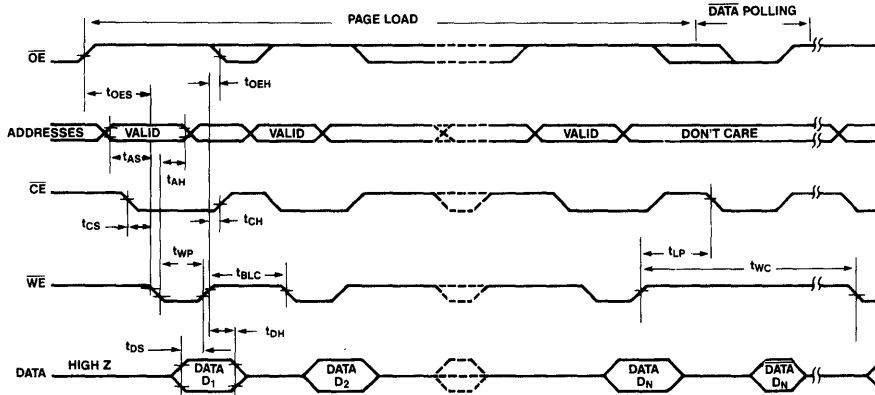 PAGE LOAD
DATA POLLING
OE
tOEH
tOES
ADDRESSES
VALID
VALID
VALID
DON'T CARE
tAS
tAH
CE
tCS
tCH
tWP
tBLC
tLP
tWC
WE
tDS
tDH
DATA
HIGH Z
DATA
D1
DATA
D2
DATA
DN
DATA
DN